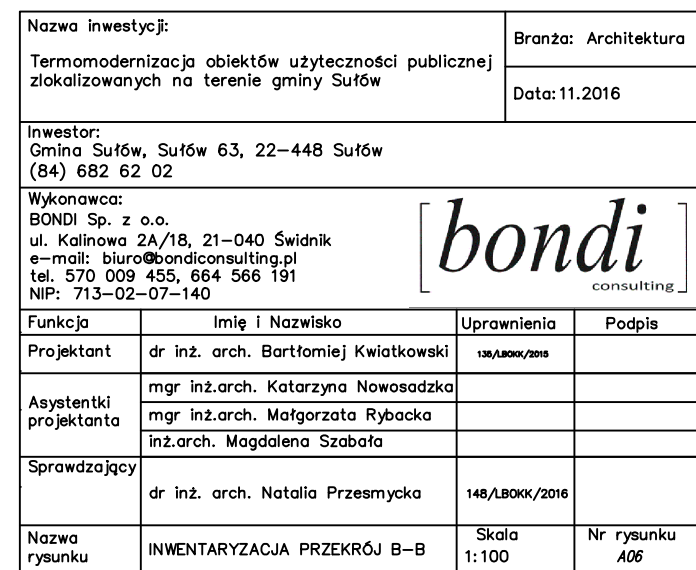 Nazwa inwestycji:
Termomodernizacja obiektów użyteczności publicznej
zlokalizowanych na terenie gminy Sułów
Branża: Architektura
Data: 11.2016
Inwestor:
Gmina Sułów, Sułów 63, 22-448 Sułów
(84) 682 62 02
Wykonawca:
BONDI Sp. z o.o.
ul. Kalinowa 2A/18, 21-040 Świdnik
e-mail: biuro@bondiconsulting.pl
tel. 570 009 455, 664 566 191
NIP: 713-02-07-140
[bondi
consulting]
Funkcja Imię i Nazwisko Uprawnienia Podpis
Projektant dr inż. arch. Bartłomiej Kwiatkowski 135/LBOKK/2015
Asystentki
projektanta
mgr inż.arch. Katarzyna Nowosadzka
mgr inż.arch. Małgorzata Rybacka
inż.arch. Magdalena Szabała
Sprawdzający
dr inż. arch. Natalia Przesmycka 148/LBOKK/2016
Nazwa
rysunku
INWENTARYZACJA PRZEKRÓJ B-B
Skala
1:100
Nr rysunku
A06